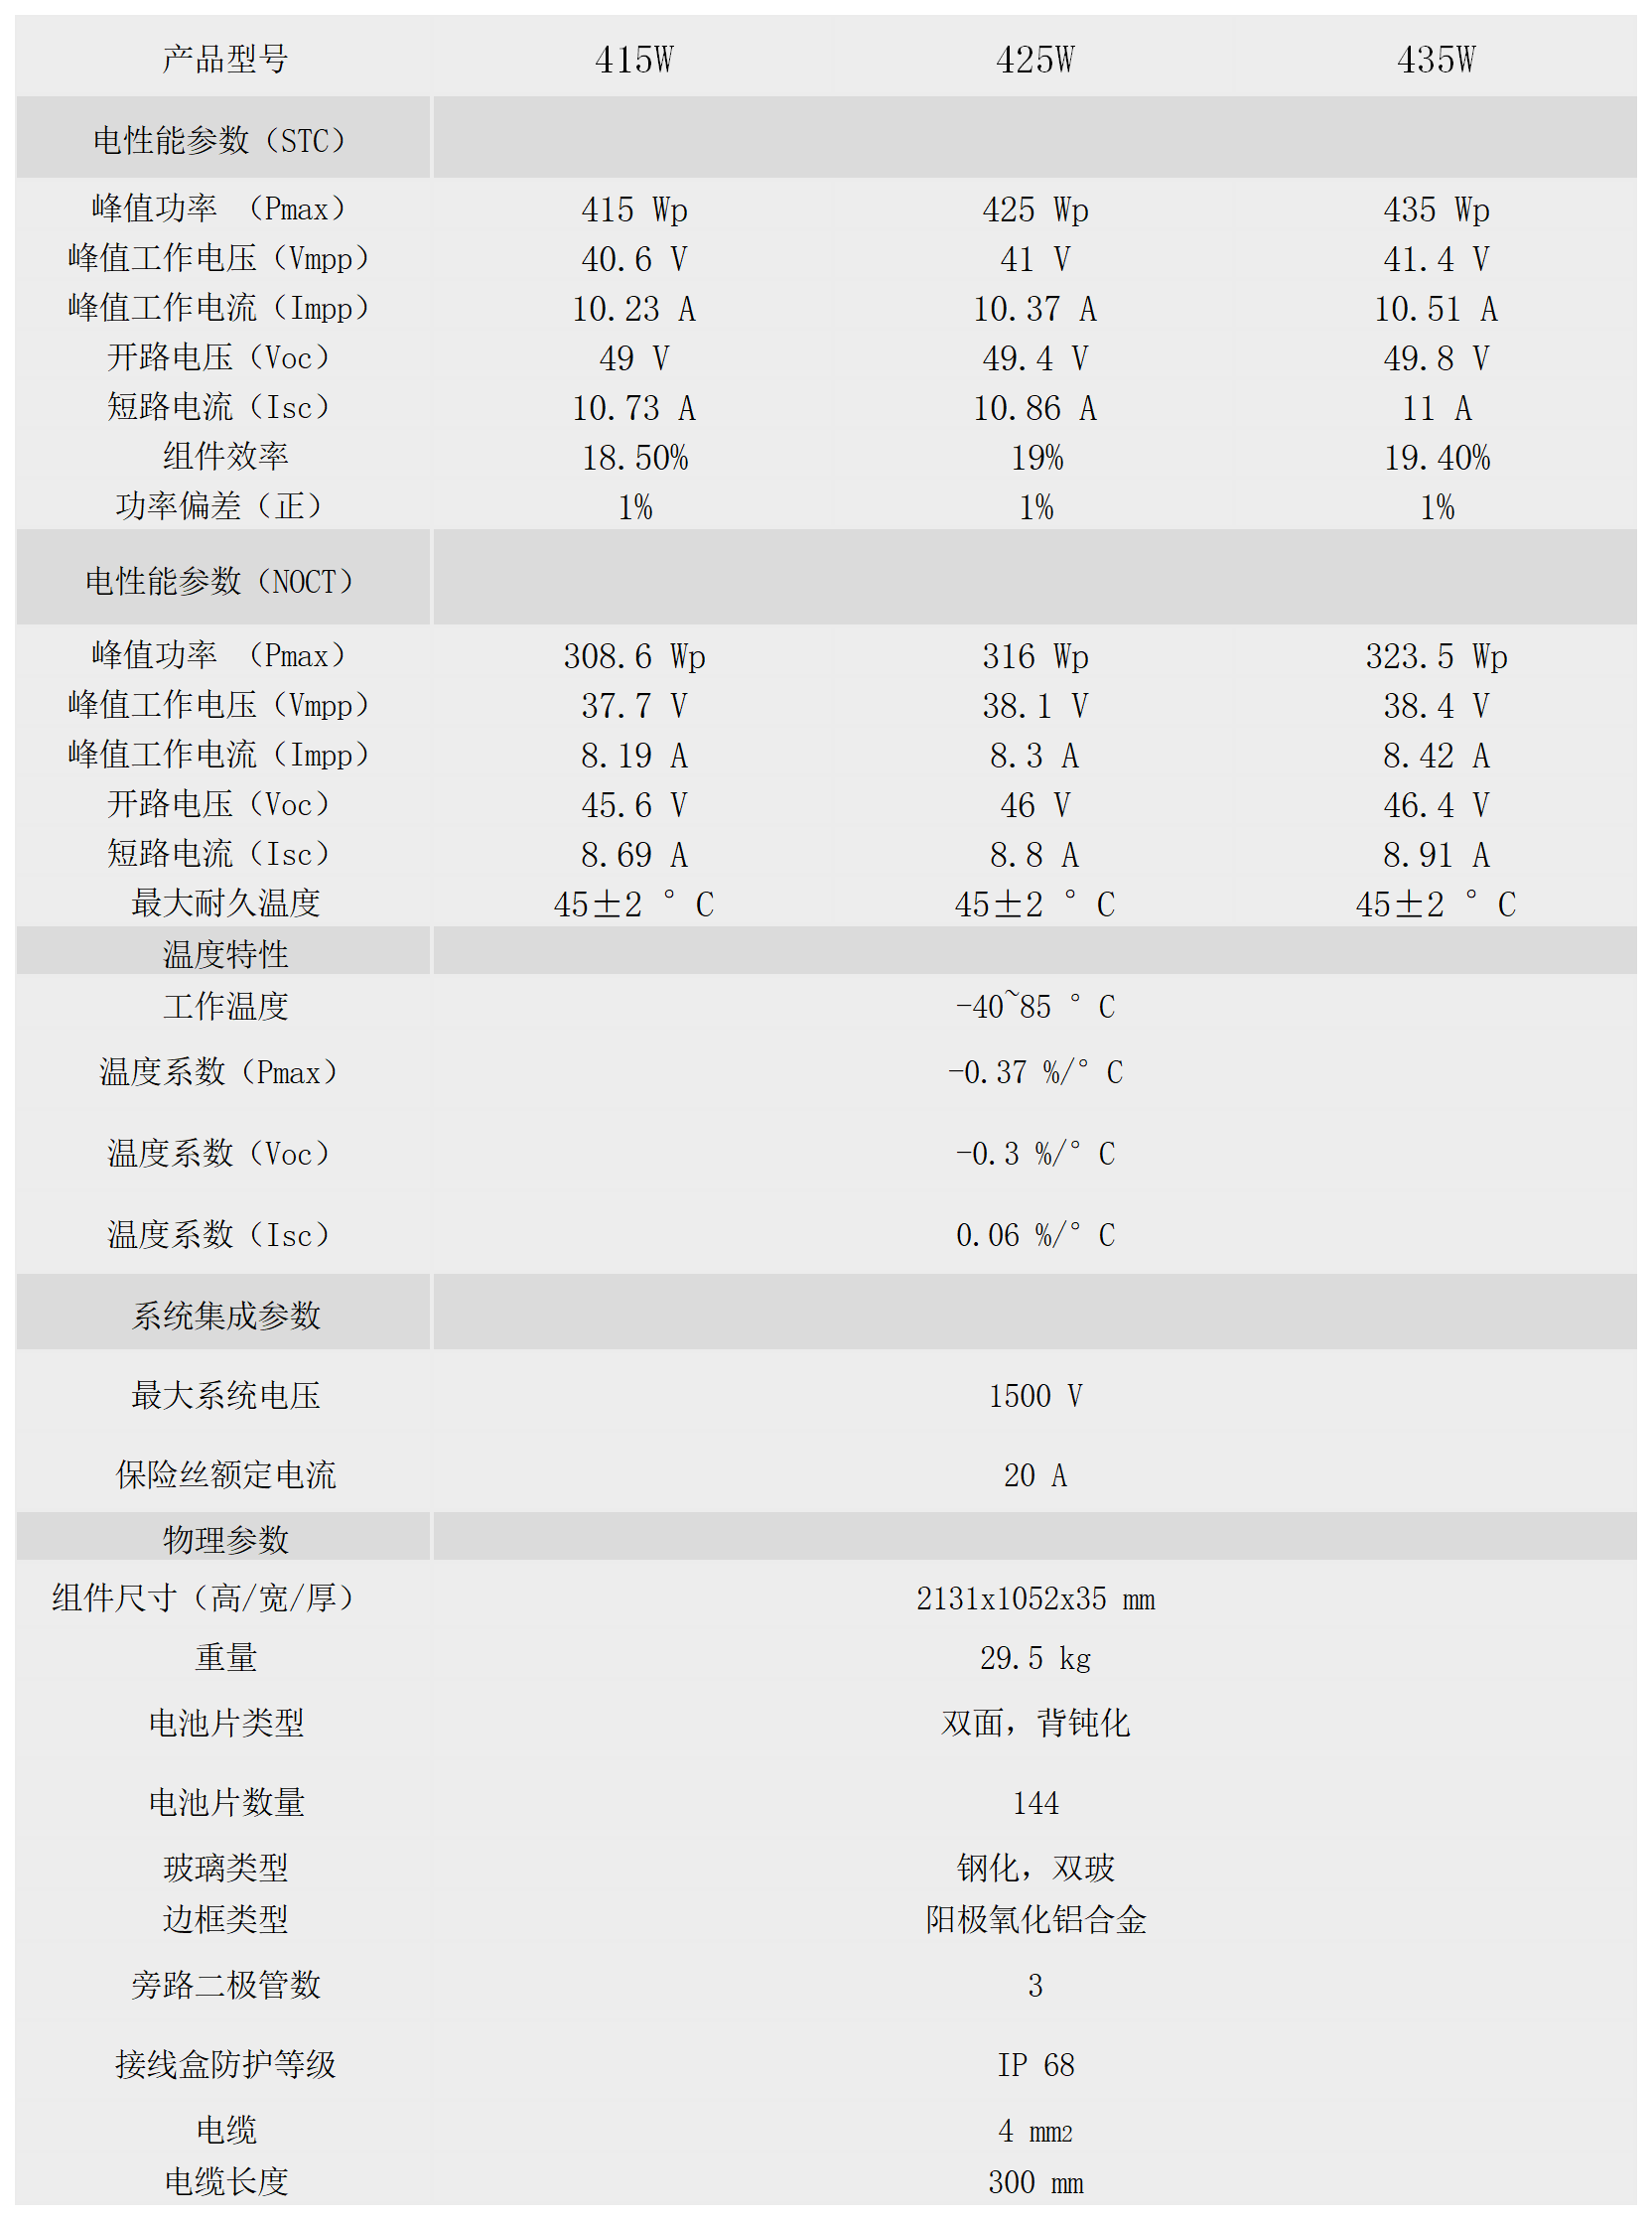 产品型号 415W 425W 435W
电性能参数（STC）
峰值功率 （Pmax） 415 Wp 425 Wp 435 Wp
峰值工作电压（Vmpp） 40.6 V 41 V 41.4 V
峰值工作电流（Impp） 10.23 A 10.37 A 10.51 A
开路电压（Voc） 49 V 49.4 V 49.8 V
短路电流（Isc） 10.73 A 10.86 A 11 A
组件效率 18.50% 19% 19.40%
功率偏差（正） 1% 1% 1%
电性能参数（NOCT）
峰值功率 （Pmax） 308.6 Wp 316 Wp 323.5 Wp
峰值工作电压（Vmpp） 37.7 V 38.1 V 38.4 V
峰值工作电流（Impp） 8.19 A 8.3 A 8.42 A
开路电压（Voc） 45.6 V 46 V 46.4 V
短路电流（Isc） 8.69 A 8.8 A 8.91 A
最大耐久温度 45±2 °C 45±2 °C 45±2 °C
温度特性
工作温度 -40~85 °C
温度系数（Pmax） -0.37 %/°C
温度系数（Voc） -0.3 %/°C
温度系数（Isc） 0.06 %/°C
系统集成参数
最大系统电压 1500 V
保险丝额定电流 20 A
物理参数
组件尺寸（高/宽/厚） 2131x1052x35 mm
重量 29.5 kg
电池片类型 双面，背钝化
电池片数量 144
玻璃类型 钢化，双玻
边框类型 阳极氧化铝合金
旁路二极管数 3
接线盒防护等级 IP 68
电缆 4 mm2
电缆长度 300 mm